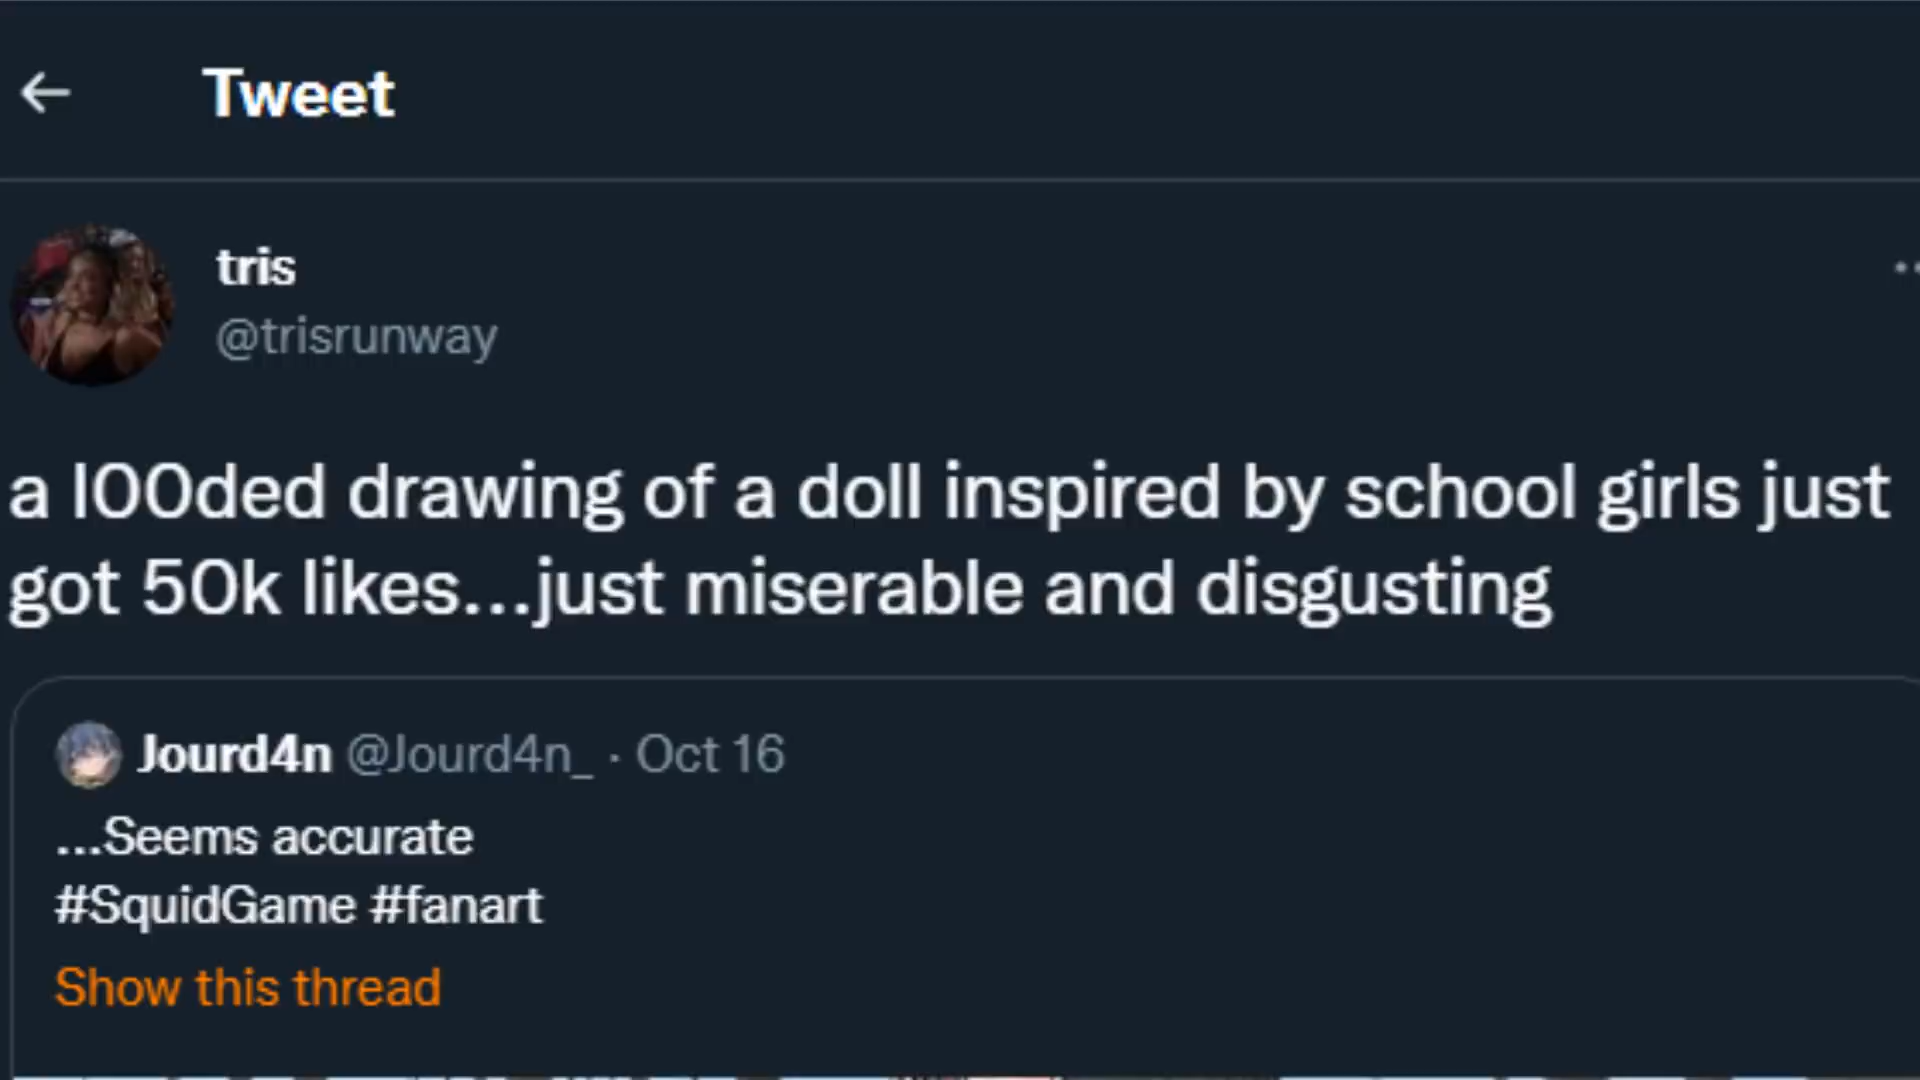 Tweet
tris
@trisrunway
a l00ded drawing of a doll inspired by school girls just
got 50k likes...just miserable and disgusting
Jourd4n @Jourd4n_ · Oct 16
...Seems accurate
#SquidGame #fanart
Show this thread